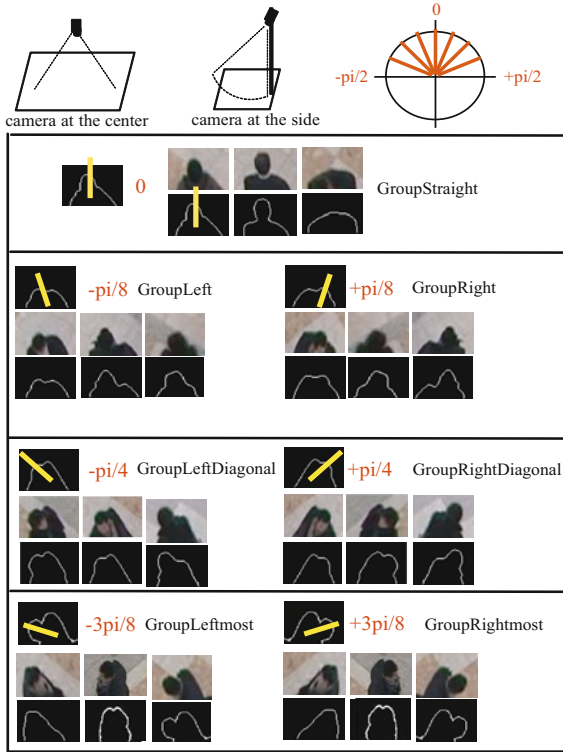 0
-pi/2
+pi/2
camera at the center
camera at the side
0
GroupStraight
-pi/8 GroupLeft
+pi/8 GroupRight
-pi/4 GroupLeftDiagonal
+pi/4 GroupRightDiagonal
-3pi/8 GroupLeftmost
+3pi/8 GroupRightmost